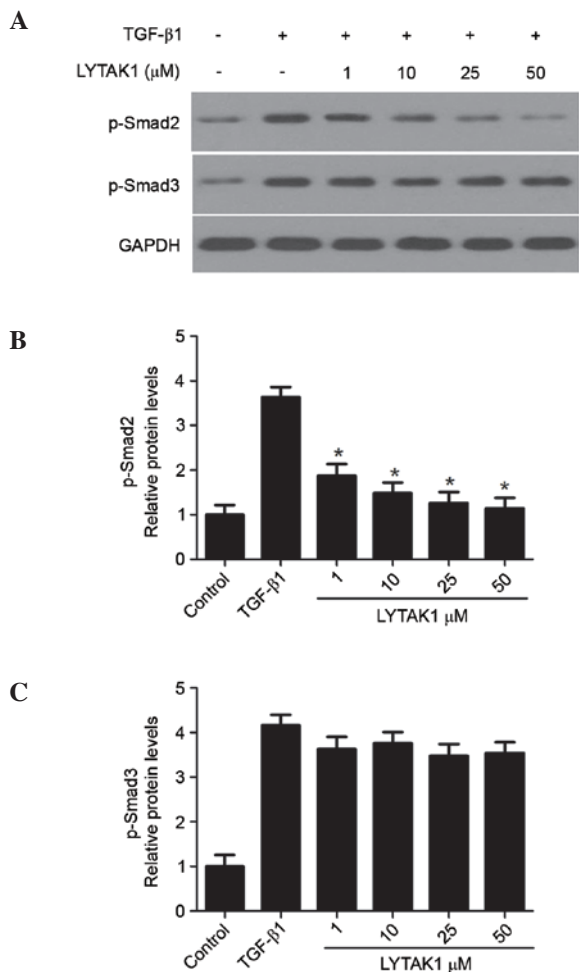 A
TGF-β1 - + + + + +
LYTAK1 (μM) - - 1 10 25 50
p-Smad2
p-Smad3
GAPDH
B
p-Smad2
Relative protein levels
5
4
3
2
1
0
* * * *
Control TGF-β1 1 10 25 50
LYTAK1 μM
C
p-Smad3
Relative protein levels
5
4
3
2
1
0
Control TGF-β1 1 10 25 50
LYTAK1 μM